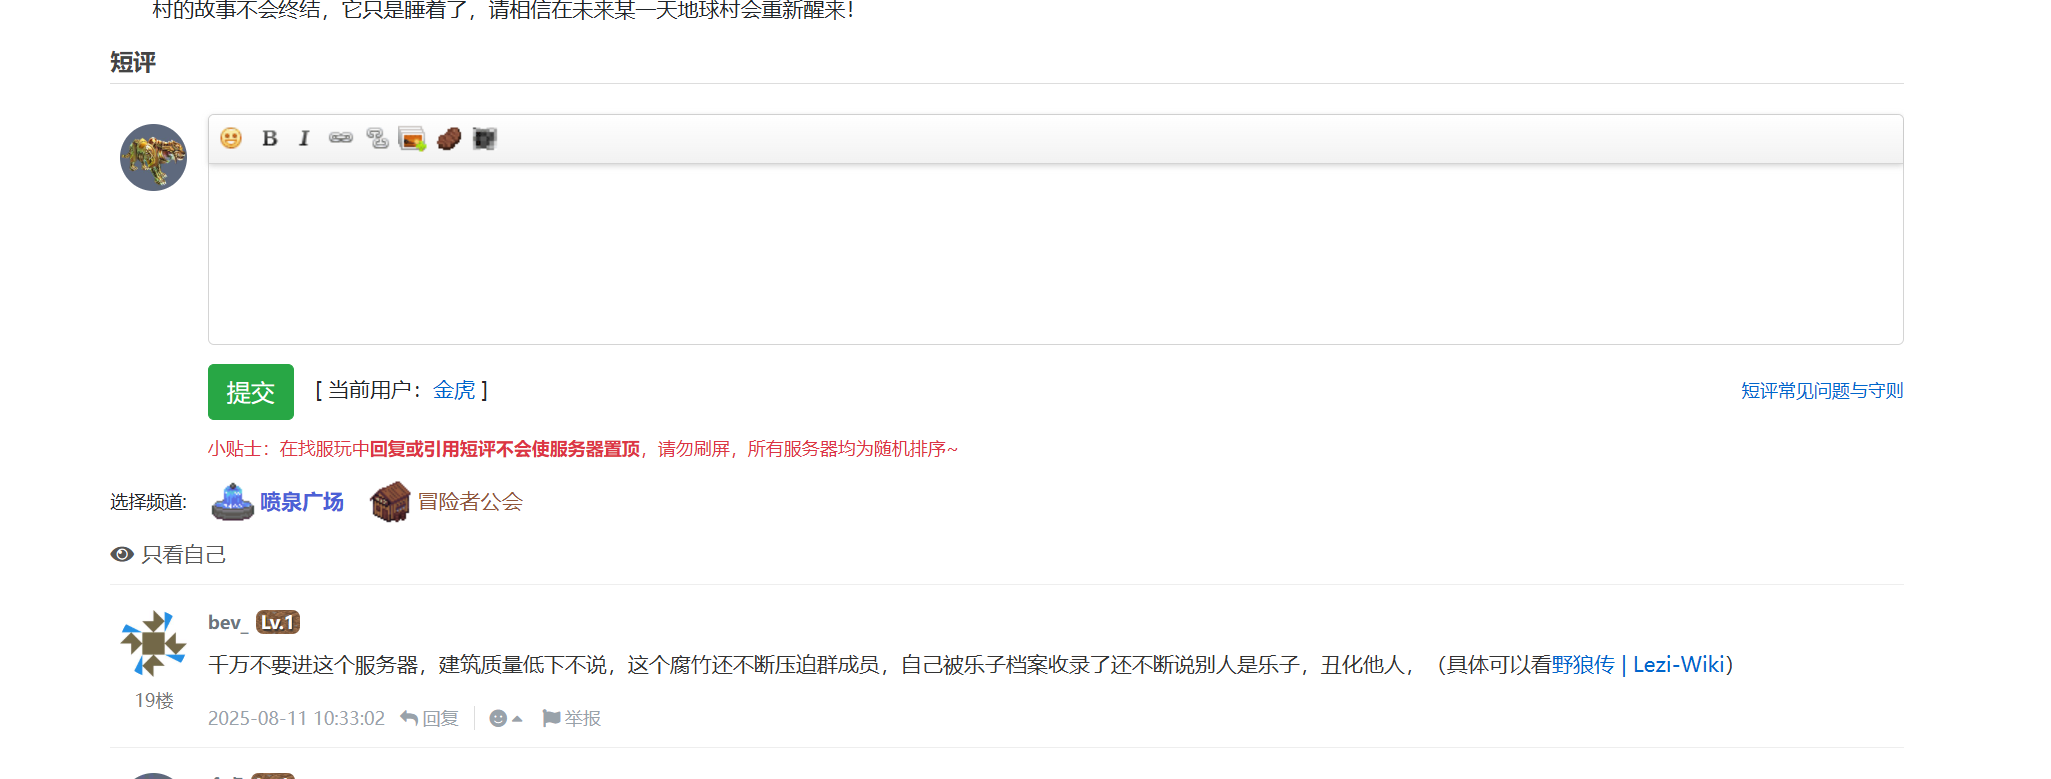 村的故事不会终结，它只是睡着了，请相信在未来某一天地球村会重新醒来！
短评
B I
提交 [ 当前用户：金虎 ] 短评常见问题与守则
小贴士：在找服玩中回复或引用短评不会使服务器置顶，请勿刷屏，所有服务器均为随机排序~
选择频道: 喷泉广场 冒险者公会
只看自己
bev_ Lv.1
千万不要进这个服务器，建筑质量低下不说，这个腐竹还不断压迫群成员，自己被乐子档案收录了还不断说别人是乐子，丑化他人，（具体可以看野狼传 | Lezi-Wiki）
19楼
2025-08-11 10:33:02 回复 举报